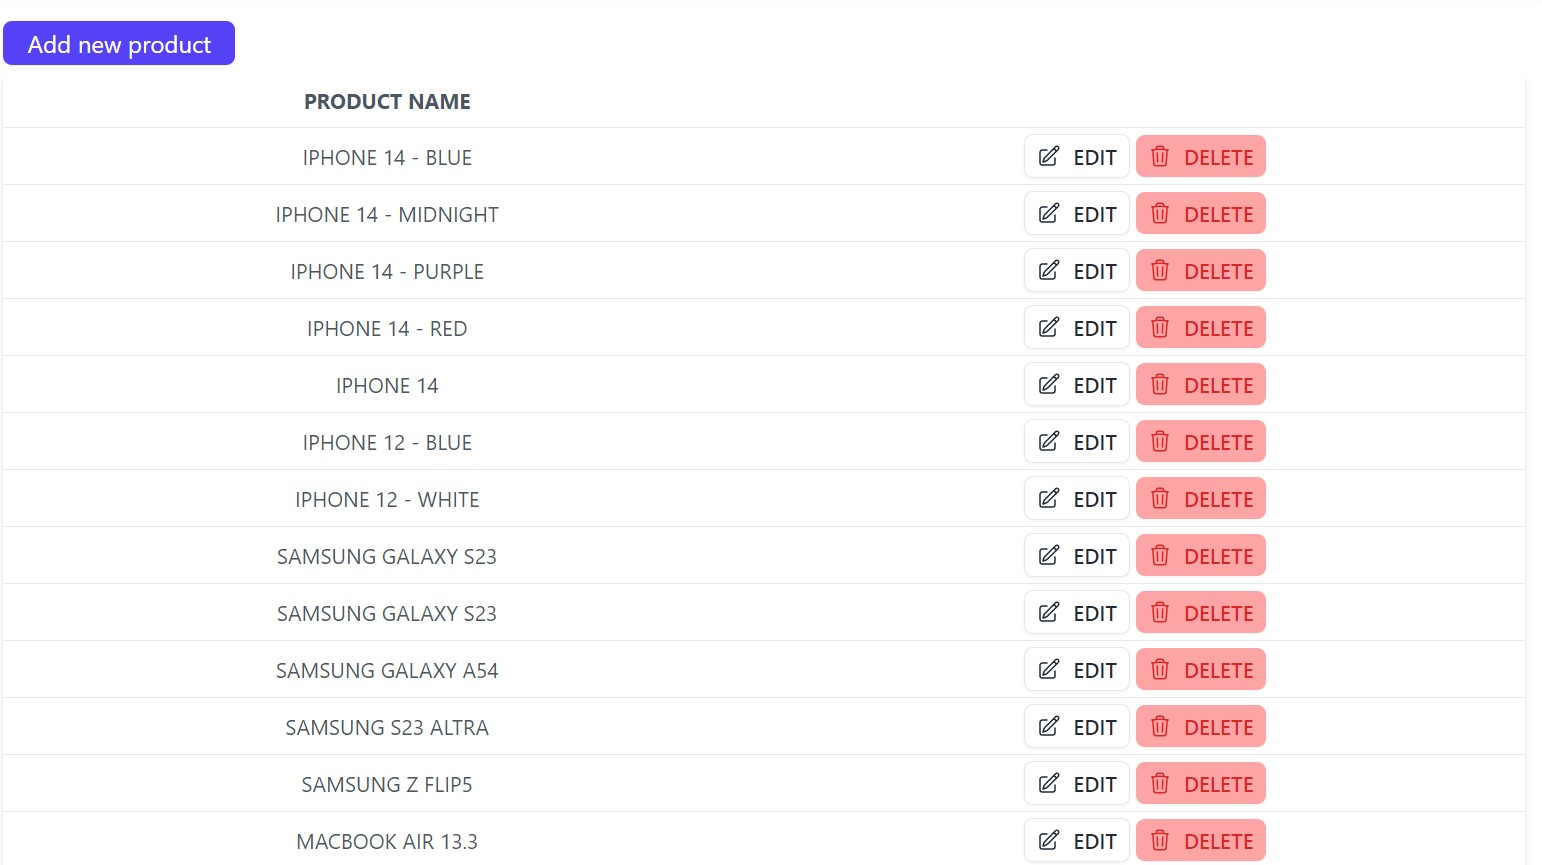 Add new product
PRODUCT NAME
IPHONE 14 - BLUE EDIT DELETE
IPHONE 14 - MIDNIGHT EDIT DELETE
IPHONE 14 - PURPLE EDIT DELETE
IPHONE 14 - RED EDIT DELETE
IPHONE 14 EDIT DELETE
IPHONE 12 - BLUE EDIT DELETE
IPHONE 12 - WHITE EDIT DELETE
SAMSUNG GALAXY S23 EDIT DELETE
SAMSUNG GALAXY S23 EDIT DELETE
SAMSUNG GALAXY A54 EDIT DELETE
SAMSUNG S23 ALTRA EDIT DELETE
SAMSUNG Z FLIP5 EDIT DELETE
MACBOOK AIR 13.3 EDIT DELETE